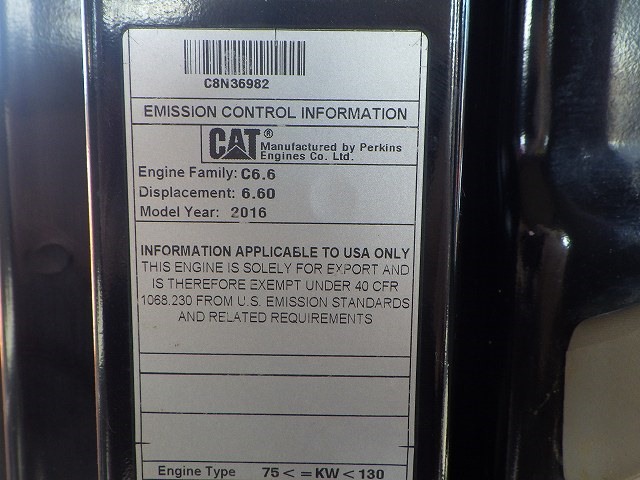 C8N36982
EMISSION CONTROL INFORMATION
CAT® Manufactured by Perkins
Engines Co. Ltd.
Engine Family: C6.6
Displacement: 6.60
Model Year: 2016
INFORMATION APPLICABLE TO USA ONLY
THIS ENGINE IS SOLELY FOR EXPORT AND
IS THEREFORE EXEMPT UNDER 40 CFR
1068.230 FROM U.S. EMISSION STANDARDS
AND RELATED REQUIREMENTS
Engine Type 75 < = KW < 130